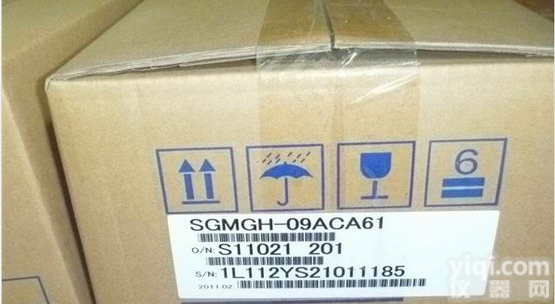 6
SGMGH-09ACA61
O/N: S11021 201
S/N: 1L112YS21011185
2011.02
yiqi.com
仪器网